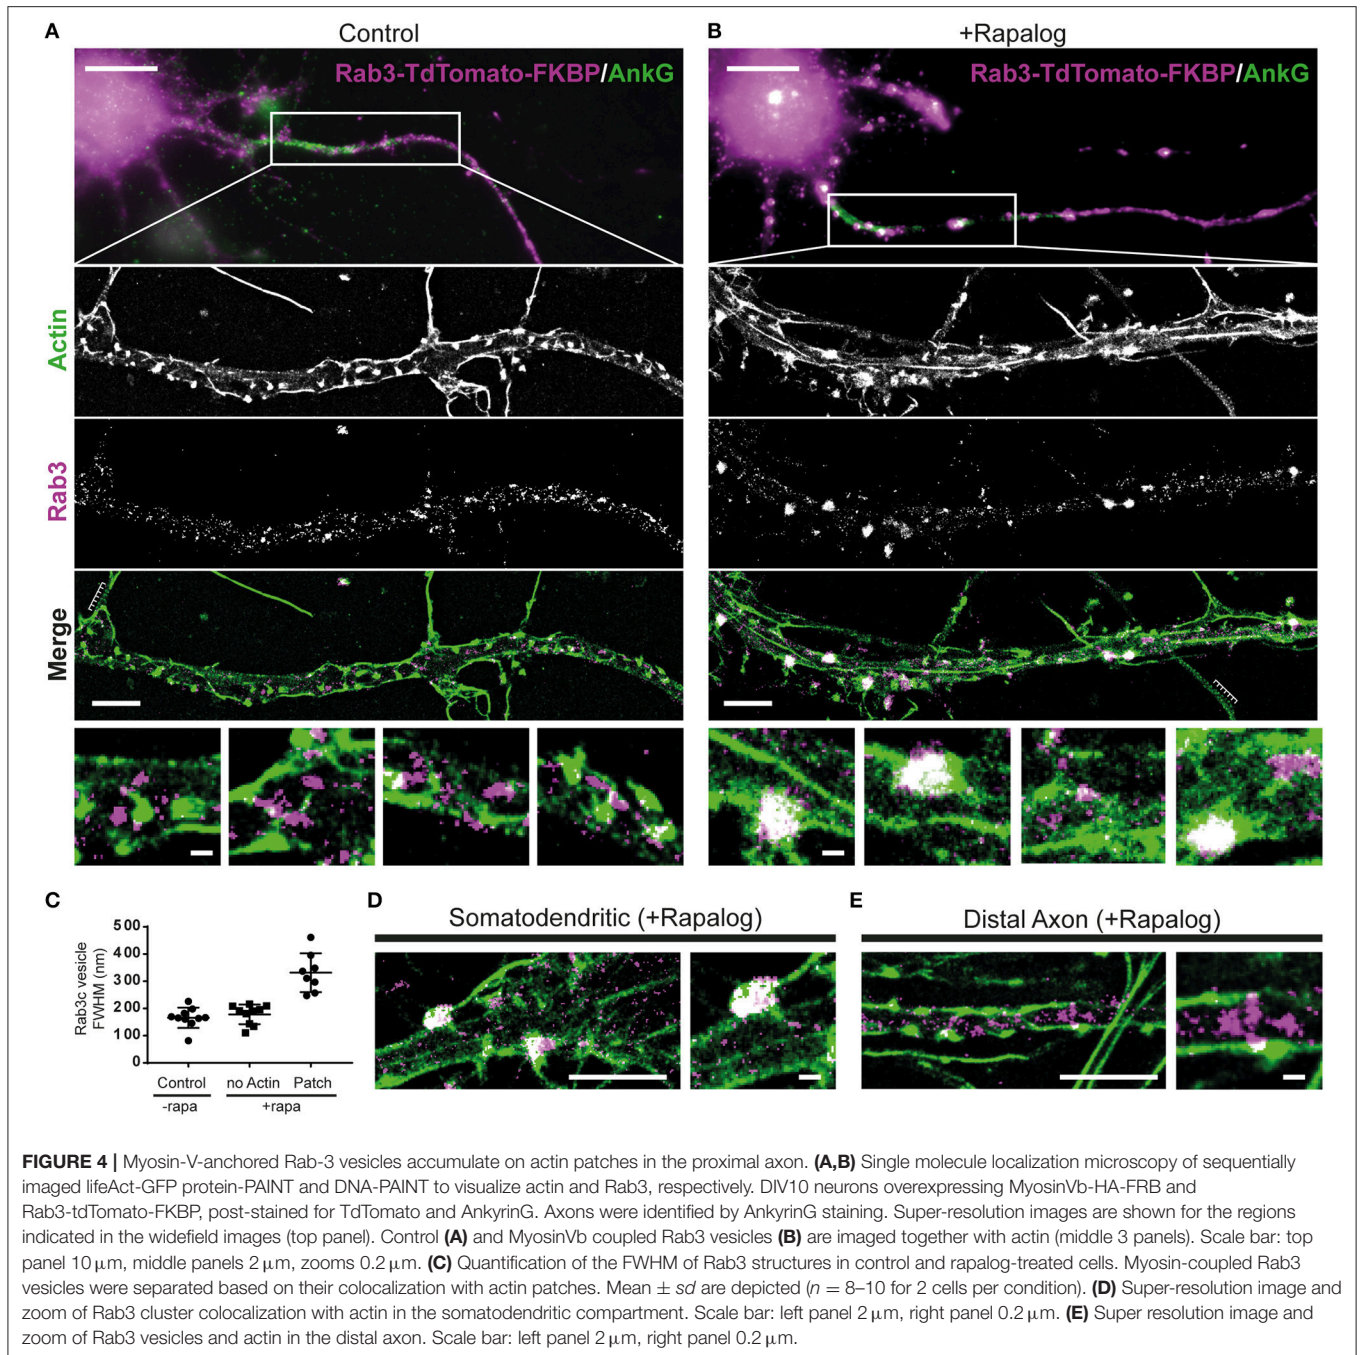 A
Control
B
+Rapalog
Rab3-TdTomato-FKBP/AnkG
Rab3-TdTomato-FKBP/AnkG
Actin
Rab3
Merge
C
Rab3c vesicle
FWHM (nm)
500
400
300
200
100
0
Control
no Actin
Patch
-rapa
+rapa
D
Somatodendritic (+Rapalog)
E
Distal Axon (+Rapalog)
FIGURE 4 | Myosin-V-anchored Rab-3 vesicles accumulate on actin patches in the proximal axon. (A,B) Single molecule localization microscopy of sequentially
imaged lifeAct-GFP protein-PAINT and DNA-PAINT to visualize actin and Rab3, respectively. DIV10 neurons overexpressing MyosinVb-HA-FRB and
Rab3-tdTomato-FKBP, post-stained for TdTomato and AnkyrinG. Axons were identified by AnkyrinG staining. Super-resolution images are shown for the regions
indicated in the widefield images (top panel). Control (A) and MyosinVb coupled Rab3 vesicles (B) are imaged together with actin (middle 3 panels). Scale bar: top
panel 10 μm, middle panels 2 μm, zooms 0.2 μm. (C) Quantification of the FWHM of Rab3 structures in control and rapalog-treated cells. Myosin-coupled Rab3
vesicles were separated based on their colocalization with actin patches. Mean ± sd are depicted (n = 8–10 for 2 cells per condition). (D) Super-resolution image and
zoom of Rab3 cluster colocalization with actin in the somatodendritic compartment. Scale bar: left panel 2 μm, right panel 0.2 μm. (E) Super resolution image and
zoom of Rab3 vesicles and actin in the distal axon. Scale bar: left panel 2 μm, right panel 0.2 μm.